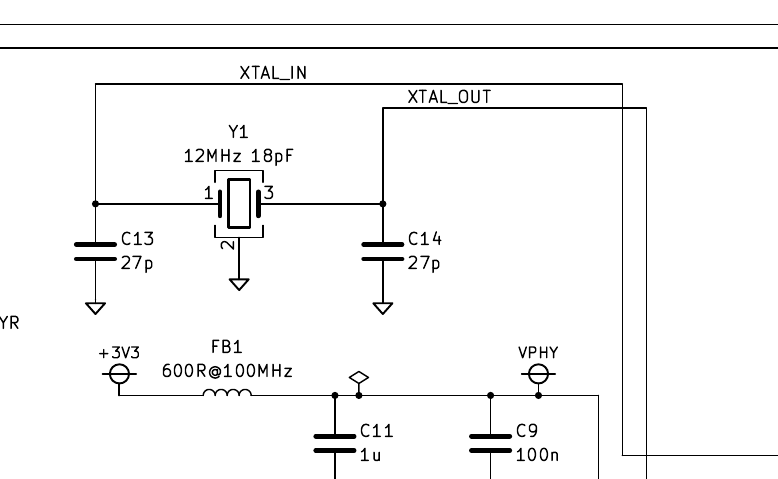 XTAL_IN
XTAL_OUT
Y1
12MHz 18pF
1
3
2
C13
27p
C14
27p
YR
+3V3
FB1
600R@100MHz
VPHY
C11
1u
C9
100n